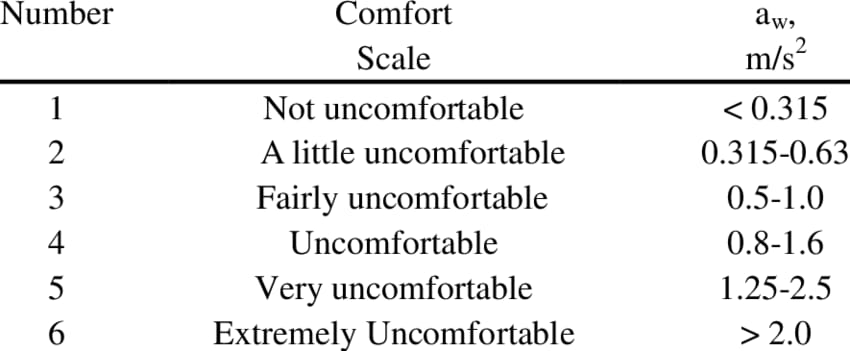 Number Comfort Scale a_w, m/s²
1 Not uncomfortable < 0.315
2 A little uncomfortable 0.315-0.63
3 Fairly uncomfortable 0.5-1.0
4 Uncomfortable 0.8-1.6
5 Very uncomfortable 1.25-2.5
6 Extremely Uncomfortable > 2.0